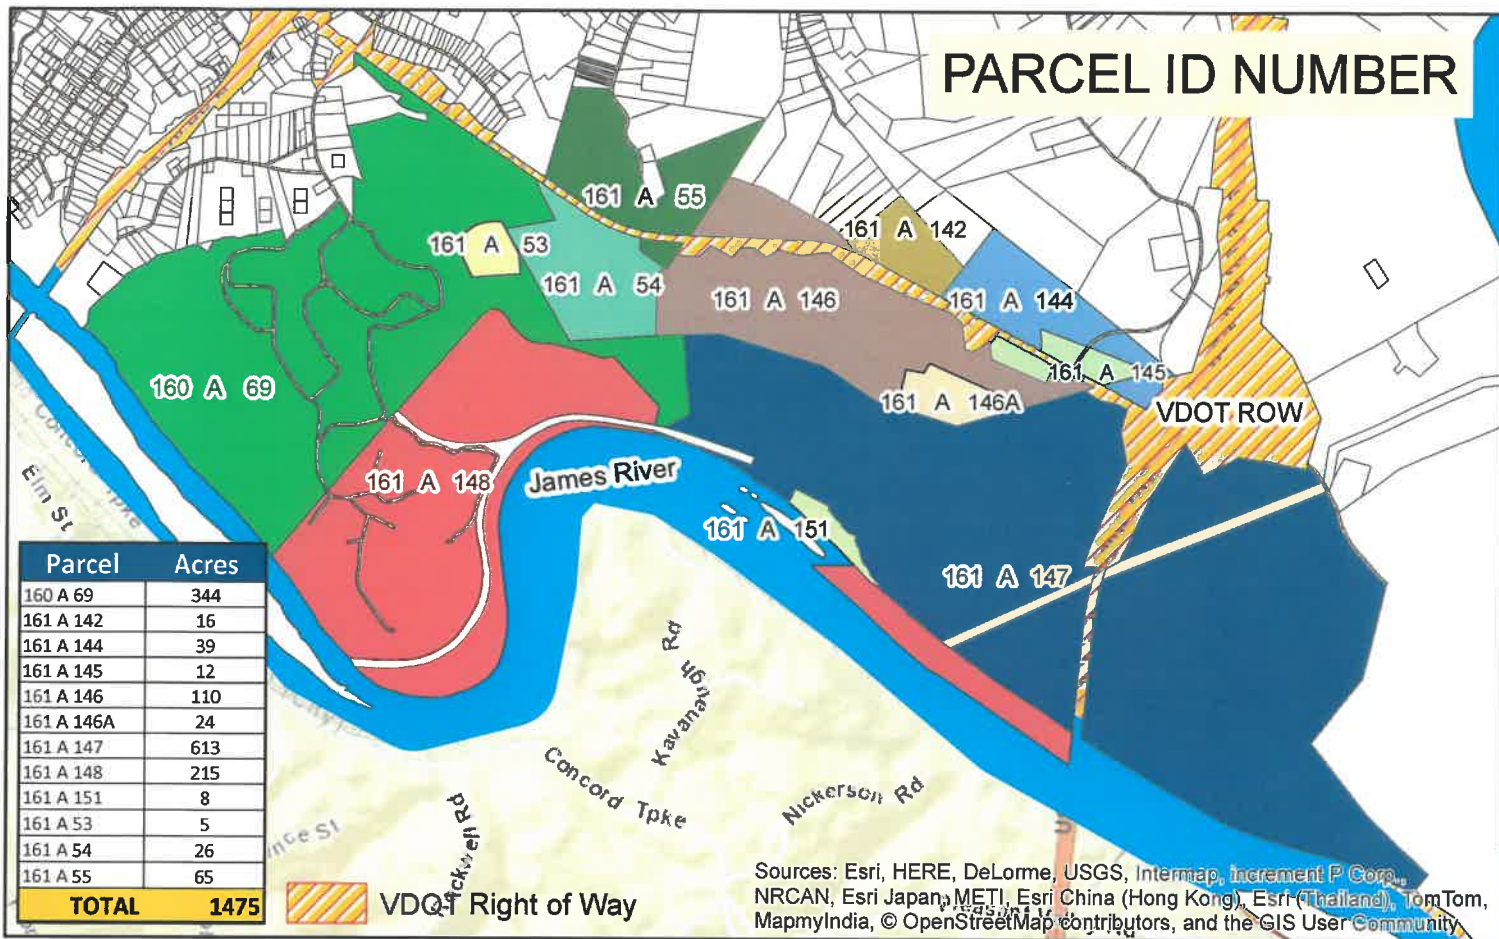 PARCEL ID NUMBER
161 A 55
161 A 142
161 A 53
161 A 54
161 A 146
161 A 144
161 A 145
160 A 69
161 A 146A
VDOT ROW
161 A 148
James River
161 A 151
161 A 147
Elm St
Kavanaugh Rd
Concord Tpke
Nickerson Rd
Parcel Acres
160 A 69 344
161 A 142 16
161 A 144 39
161 A 145 12
161 A 146 110
161 A 146A 24
161 A 147 613
161 A 148 215
161 A 151 8
161 A 53 5
161 A 54 26
161 A 55 65
TOTAL 1475
VDOT Right of Way
Sources: Esri, HERE, DeLorme, USGS, Intermap, increment P Corp.,
NRCAN, Esri Japan, METI, Esri China (Hong Kong), Esri (Thailand), TomTom,
MapmyIndia, © OpenStreetMap contributors, and the GIS User Community